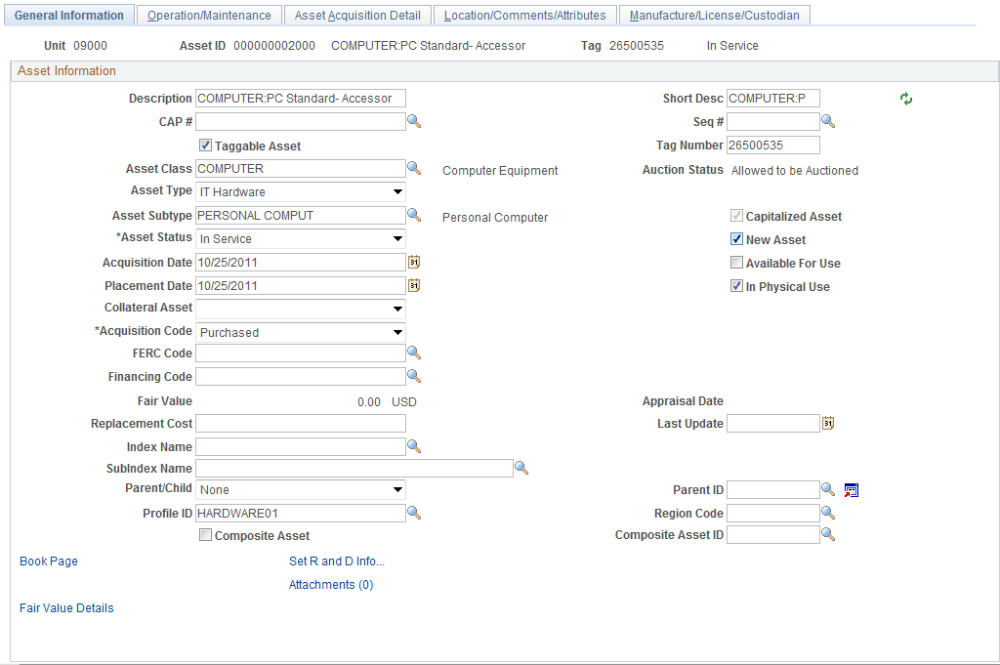 General Information Operation/Maintenance Asset Acquisition Detail Location/Comments/Attributes Manufacture/License/Custodian
Unit 09000 Asset ID 000000002000 COMPUTER:PC Standard- Accessor Tag 26500535 In Service
Asset Information
Description COMPUTER:PC Standard- Accessor Short Desc COMPUTER:P
CAP # Seq #
Taggable Asset Tag Number 26500535
Asset Class COMPUTER Computer Equipment Auction Status Allowed to be Auctioned
Asset Type IT Hardware
Asset Subtype PERSONAL COMPUT Personal Computer Capitalized Asset
*Asset Status In Service New Asset
Acquisition Date 10/25/2011 31 Available For Use
Placement Date 10/25/2011 31 In Physical Use
Collateral Asset
*Acquisition Code Purchased
FERC Code
Financing Code
Fair Value 0.00 USD Appraisal Date
Replacement Cost Last Update 31
Index Name
SubIndex Name
Parent/Child None Parent ID
Profile ID HARDWARE01 Region Code
Composite Asset Composite Asset ID
Book Page Set R and D Info...
Attachments (0)
Fair Value Details